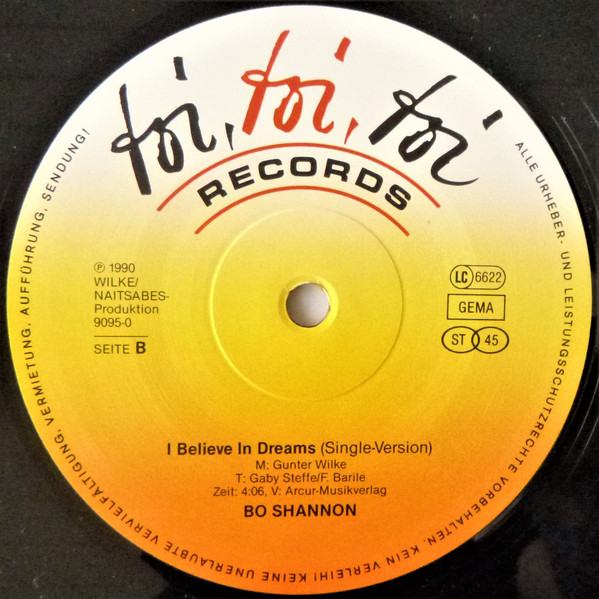 toi, toi, toi
RECORDS
℗ 1990
WILKE/
NAITSABES-
Produktion
9095-0
SEITE B
LC 6622
GEMA
ST 45
I Believe In Dreams (Single-Version)
M: Gunter Wilke
T: Gaby Steffe/F. Barile
Zeit: 4:06, V: Arcur-Musikverlag
BO SHANNON
ALLE URHEBER- UND LEISTUNGSSCHUTZRECHTE VORBEHALTEN. KEIN VERLEIH! KEINE UNERLAUBTE VERVIELFÄLTIGUNG, VERMIETUNG, AUFFÜHRUNG, SENDUNG!